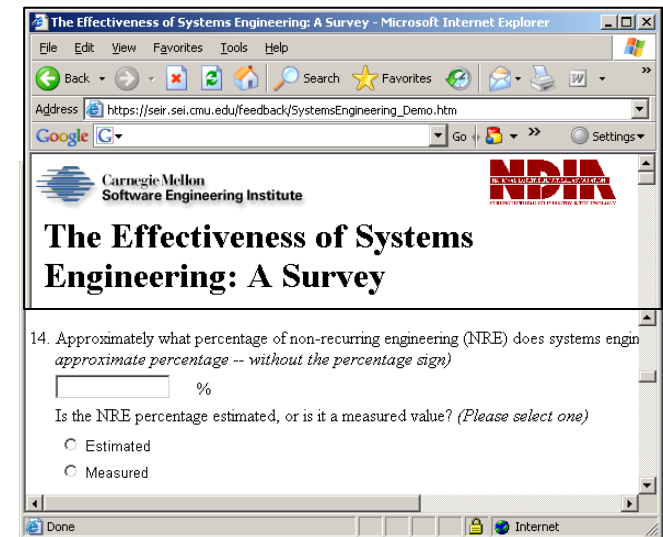 The Effectiveness of Systems Engineering: A Survey - Microsoft Internet Explorer
File Edit View Favorites Tools Help
Back Search Favorites W »
Address https://seir.sei.cmu.edu/feedback/SystemsEngineering_Demo.htm
Google G Go » Settings
Carnegie Mellon
Software Engineering Institute
NDIA
The Effectiveness of Systems
Engineering: A Survey
14. Approximately what percentage of non-recurring engineering (NRE) does systems engin
approximate percentage -- without the percentage sign)
%
Is the NRE percentage estimated, or is it a measured value? (Please select one)
Estimated
Measured
Done Internet